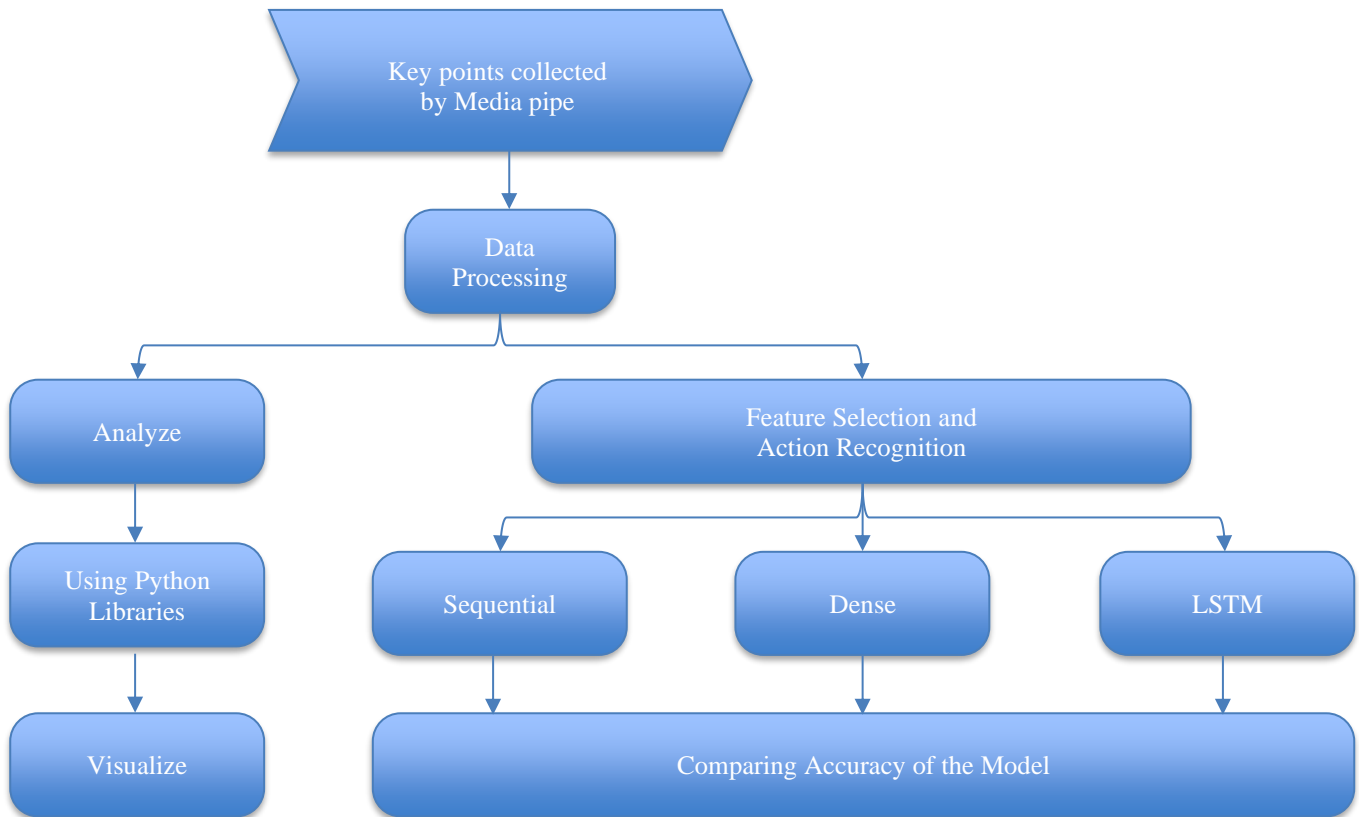 Key points collected
by Media pipe
Data
Processing
Analyze
Feature Selection and
Action Recognition
Using Python
Libraries
Sequential
Dense
LSTM
Visualize
Comparing Accuracy of the Model